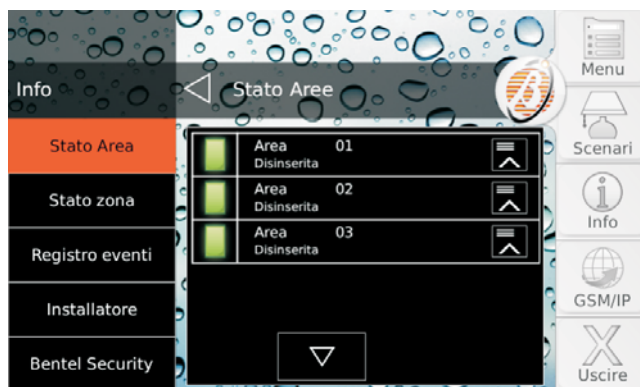 Info
Stato Aree
Stato Area
Stato zona
Registro eventi
Installatore
Bentel Security
Area 01
Disinserita
Area 02
Disinserita
Area 03
Disinserita
Menu
Scenari
Info
GSM/IP
Uscire